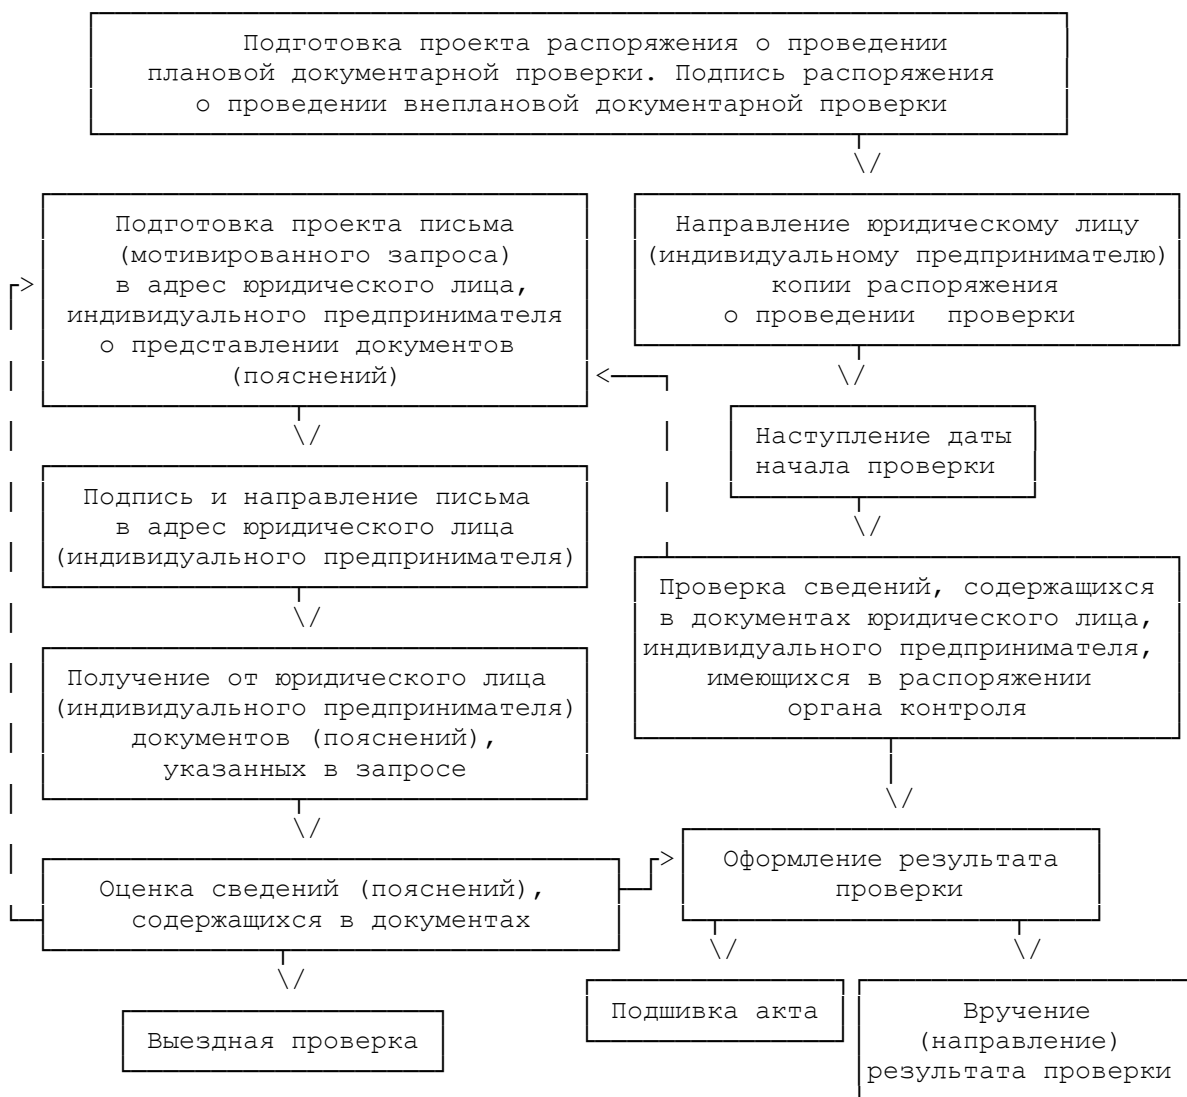 Подготовка проекта распоряжения о проведении
плановой документарной проверки. Подпись распоряжения
о проведении внеплановой документарной проверки
Подготовка проекта письма
(мотивированного запроса)
в адрес юридического лица,
индивидуального предпринимателя
о представлении документов
(пояснений)
Направление юридическому лицу
(индивидуальному предпринимателю)
копии распоряжения
о проведении проверки
Наступление даты
начала проверки
Подпись и направление письма
в адрес юридического лица
(индивидуального предпринимателя)
Проверка сведений, содержащихся
в документах юридического лица,
индивидуального предпринимателя,
имеющихся в распоряжении
органа контроля
Получение от юридического лица
(индивидуального предпринимателя)
документов (пояснений),
указанных в запросе
Оценка сведений (пояснений),
содержащихся в документах
Оформление результата
проверки
Выездная проверка
Подшивка акта
Вручение
(направление)
результата проверки